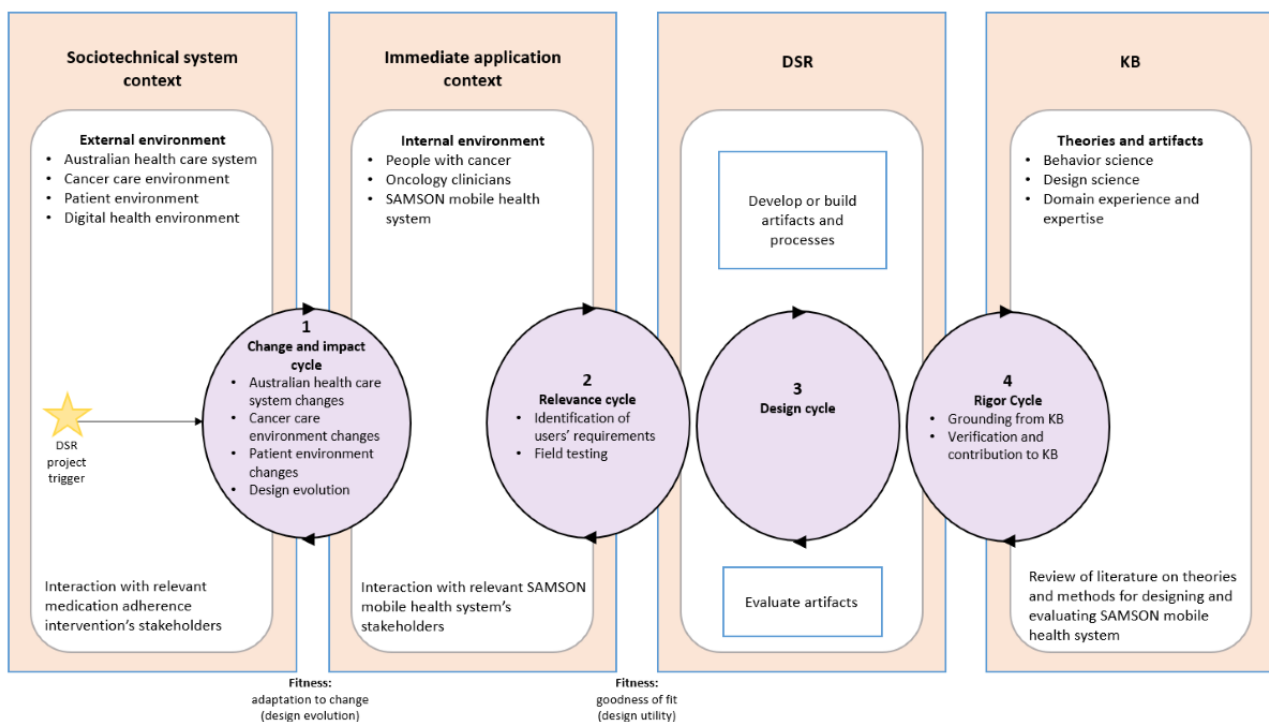 Sociotechnical system
context
External environment
• Australian health care system
• Cancer care environment
• Patient environment
• Digital health environment
DSR
project
trigger
Interaction with relevant
medication adherence
intervention's stakeholders
1
Change and impact
cycle
• Australian health care
system changes
• Cancer care
environment changes
• Patient environment
changes
• Design evolution
Fitness:
adaptation to change
(design evolution)
Immediate application
context
Internal environment
• People with cancer
• Oncology clinicians
• SAMSON mobile health
system
Interaction with relevant SAMSON
mobile health system's
stakeholders
2
Relevance cycle
• Identification of
users' requirements
• Field testing
Fitness:
goodness of fit
(design utility)
DSR
Develop or build
artifacts and
processes
3
Design cycle
Evaluate artifacts
4
Rigor Cycle
• Grounding from KB
• Verification and
contribution to KB
KB
Theories and artifacts
• Behavior science
• Design science
• Domain experience and
expertise
Review of literature on theories
and methods for designing and
evaluating SAMSON mobile
health system